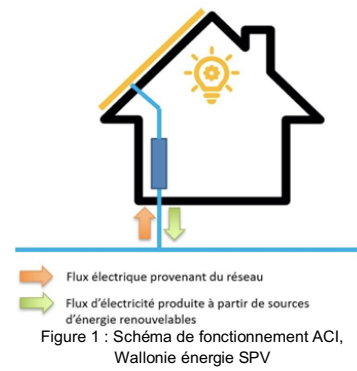 Flux électrique provenant du réseau
Flux d'électricité produite à partir de sources
d'énergie renouvelables
Figure 1 : Schéma de fonctionnement ACI,
Wallonie énergie SPV